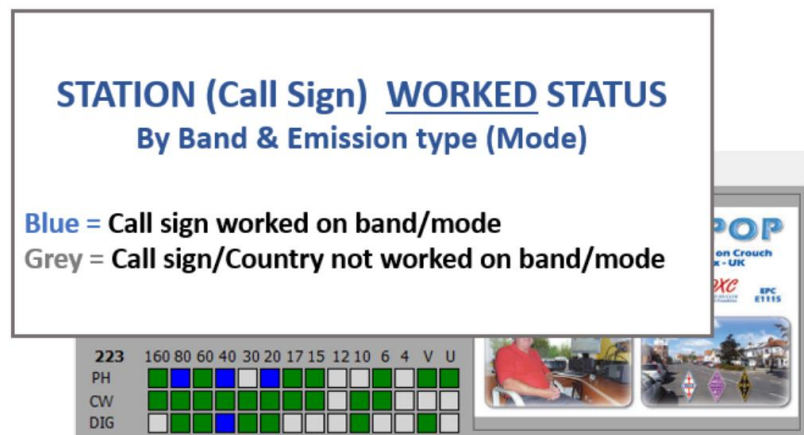 STATION (Call Sign) WORKED STATUS
By Band & Emission type (Mode)
Blue = Call sign worked on band/mode
Grey = Call sign/Country not worked on band/mode
POP
on Crouch
x - UK
DXC
EPC
E1115
223 160 80 60 40 30 20 17 15 12 10 6 4 V U
PH
CW
DIG